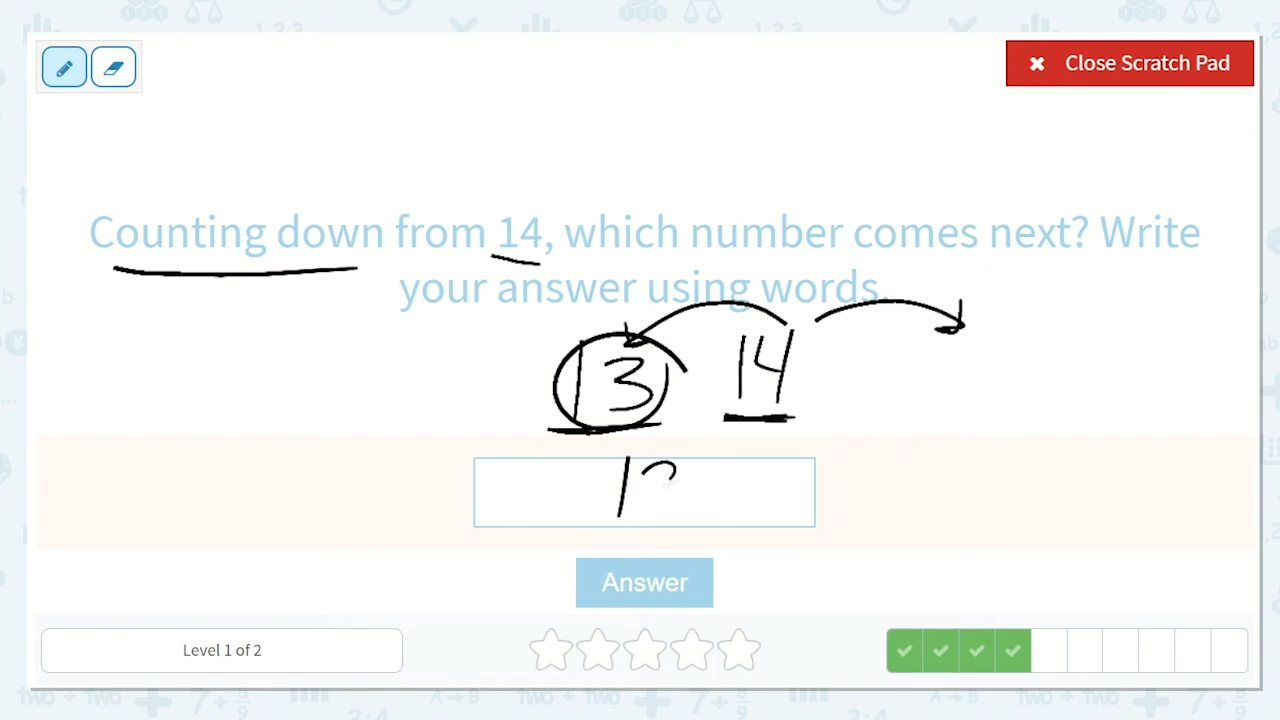 Close Scratch Pad
Counting down from 14, which number comes next? Write
your answer using words.
13 14
1
Answer
Level 1 of 2